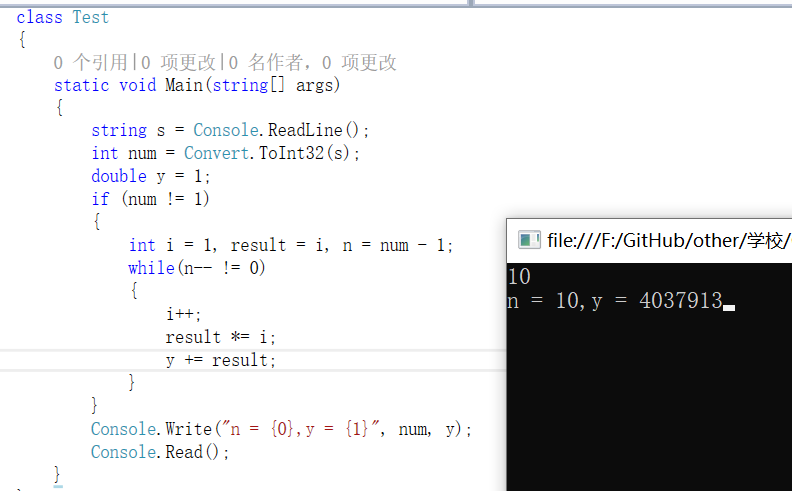 class Test
{
0 个引用|0 项更改|0 名作者, 0 项更改
static void Main(string[] args)
{
string s = Console.ReadLine();
int num = Convert.ToInt32(s);
double y = 1;
if (num != 1)
{
int i = 1, result = i, n = num - 1;
while(n-- != 0)
{
i++;
result *= i;
y += result;
}
}
Console.Write("n = {0},y = {1}", num, y);
Console.Read();
}
file:///F:/GitHub/other/学校/
10
n = 10,y = 4037913